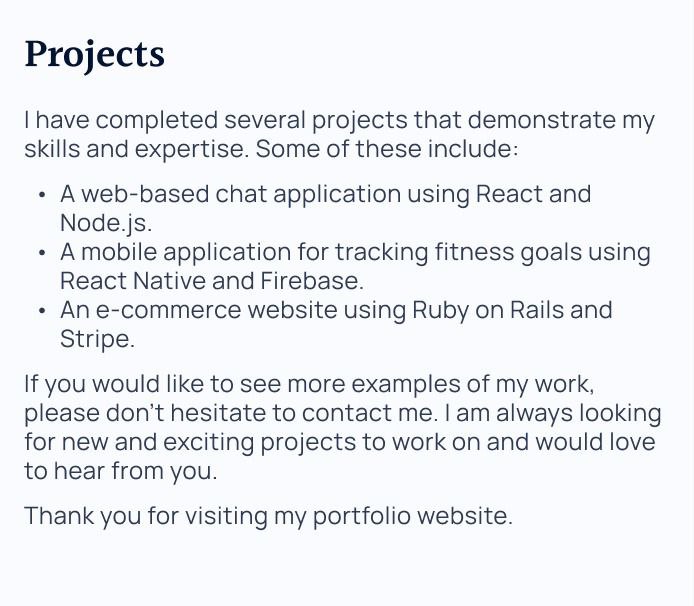 Projects
I have completed several projects that demonstrate my
skills and expertise. Some of these include:
• A web-based chat application using React and
Node.js.
• A mobile application for tracking fitness goals using
React Native and Firebase.
• An e-commerce website using Ruby on Rails and
Stripe.
If you would like to see more examples of my work,
please don't hesitate to contact me. I am always looking
for new and exciting projects to work on and would love
to hear from you.
Thank you for visiting my portfolio website.